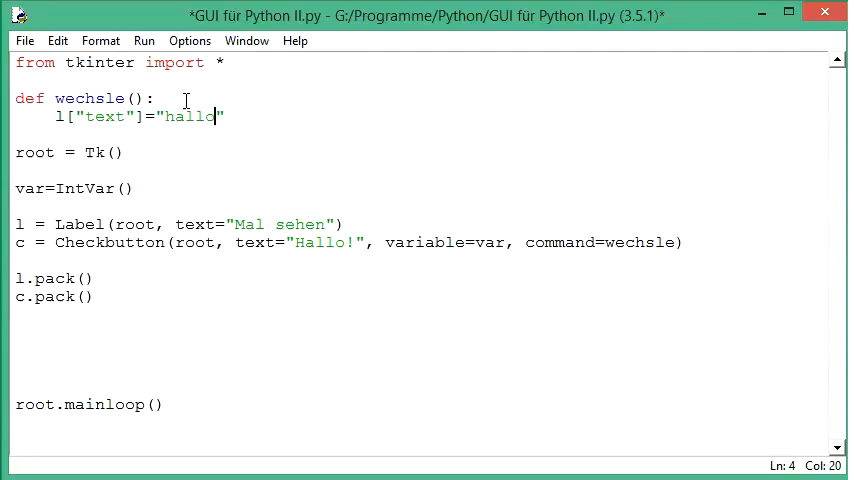 *GUI für Python II.py - G:/Programme/Python/GUI für Python II.py (3.5.1)*
File Edit Format Run Options Window Help
from tkinter import *
def wechsle():
    l["text"]="hallo"
root = Tk()
var=IntVar()
l = Label(root, text="Mal sehen")
c = Checkbutton(root, text="Hallo!", variable=var, command=wechsle)
l.pack()
c.pack()
root.mainloop()
Ln: 4 Col: 20